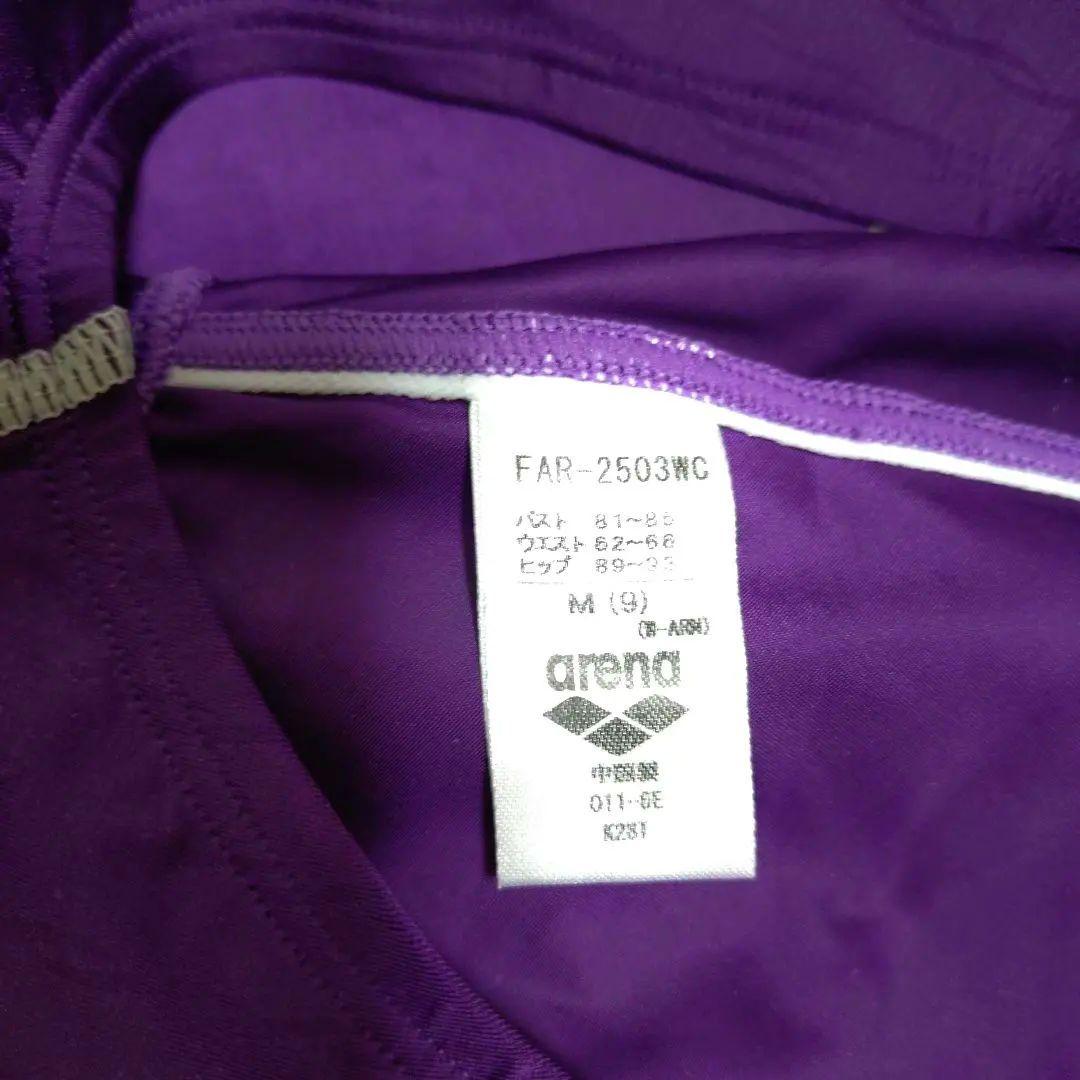 FAR-2503WC
バスト 81~85
ウエスト 62~68
ヒップ 89~93
M (9)
arena
中国製
011-6E